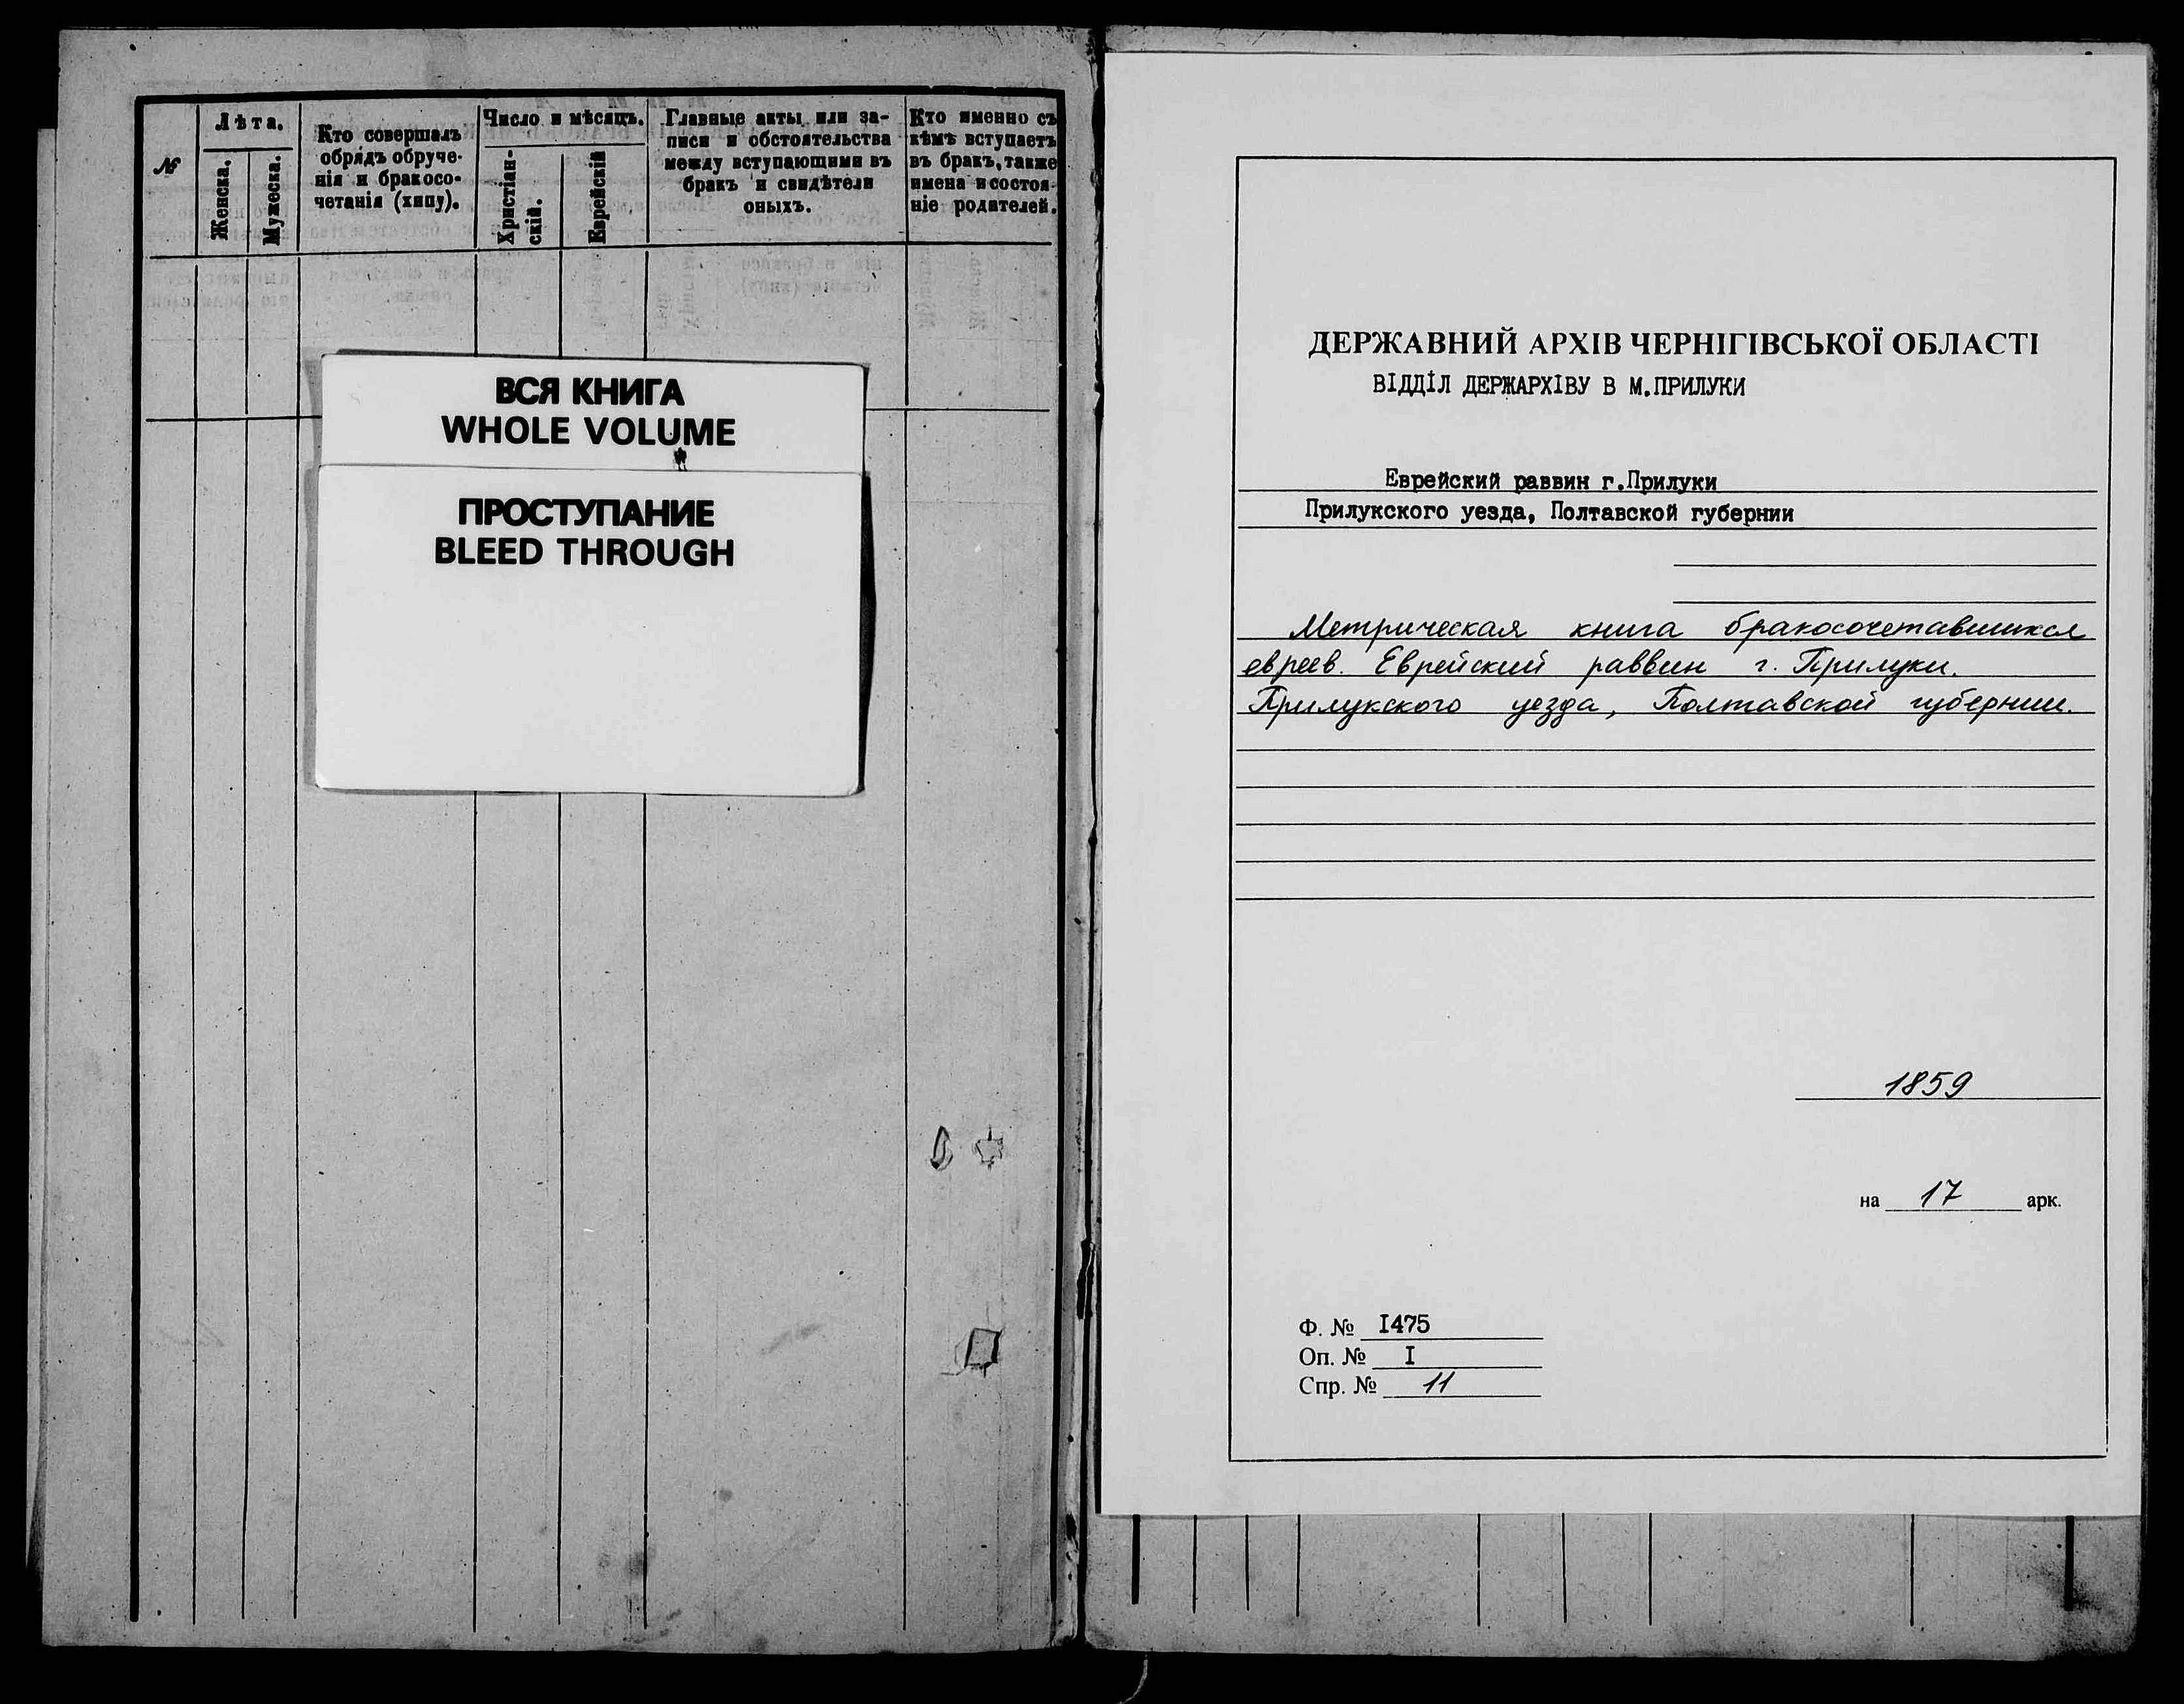 №
Лѣта.
Женска.
Мужеска.
Кто совершалъ
обрядъ обруче-
нія и бракосо-
четанія (хипу).
Число и мѣсяцъ.
Христіан-
скій.
Еврейскій
Главные акты или за-
писи и обстоятельства
между вступающими въ
бракъ и свидѣтели
оныхъ.
Кто именно съ
кѣмъ вступаетъ
въ бракъ, также
имена и состоя-
ніе родителей.
ВСЯ КНИГА
WHOLE VOLUME
ПРОСТУПАНИЕ
BLEED THROUGH
ДЕРЖАВНИЙ АРХІВ ЧЕРНІГІВСЬКОЇ ОБЛАСТІ
ВІДДІЛ ДЕРЖАРХІВУ В М.ПРИЛУКИ
Еврейский раввин г.Прилуки
Прилукского уезда, Полтавской губернии
Метрическая книга бракосочетавшихся
евреев. Еврейский раввин г. Прилуки.
Прилукского уезда, Полтавской губернии.
1859
на 17 арк.
Ф. № I475
Оп. № I
Спр. № 11